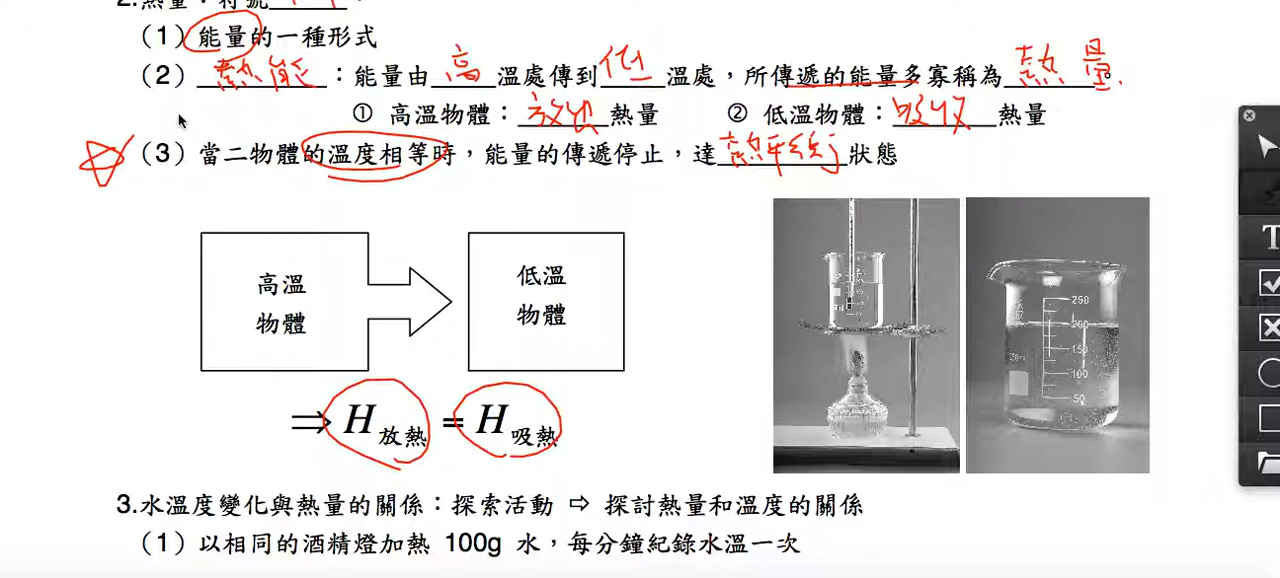 2.熱量：符號
（1）能量的一種形式
（2）熱能：能量由高溫處傳到低溫處，所傳遞的能量多寡稱為熱量。
① 高溫物體：放出熱量 ② 低溫物體：吸收熱量
（3）當二物體的溫度相等時，能量的傳遞停止，達熱平衡狀態
高溫
物體
低溫
物體
⇒ H放熱 = H吸熱
250
200
150
100
50
3.水溫度變化與熱量的關係：探索活動 ⇨ 探討熱量和溫度的關係
（1）以相同的酒精燈加熱 100g 水，每分鐘紀錄水溫一次
T